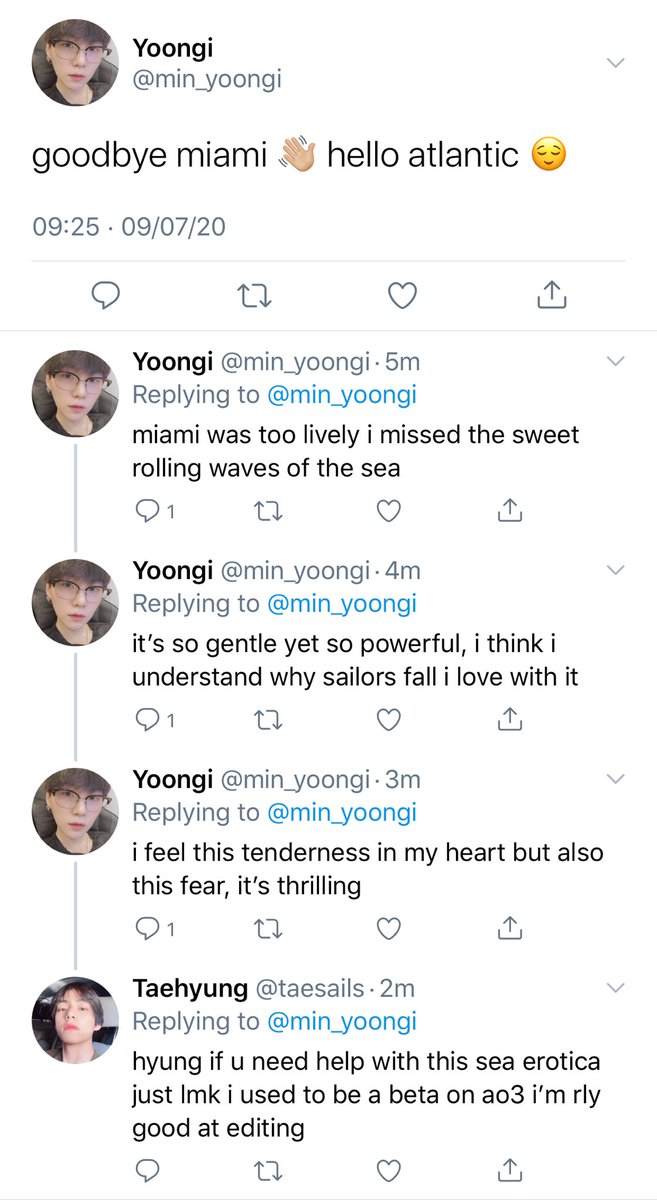 Yoongi
@min_yoongi
goodbye miami 👋🏼 hello atlantic 😌
09:25 · 09/07/20
Yoongi @min_yoongi · 5m
Replying to @min_yoongi
miami was too lively i missed the sweet
rolling waves of the sea
1
Yoongi @min_yoongi · 4m
Replying to @min_yoongi
it’s so gentle yet so powerful, i think i
understand why sailors fall i love with it
1
Yoongi @min_yoongi · 3m
Replying to @min_yoongi
i feel this tenderness in my heart but also
this fear, it’s thrilling
1
Taehyung @taesails · 2m
Replying to @min_yoongi
hyung if u need help with this sea erotica
just lmk i used to be a beta on ao3 i’m rly
good at editing